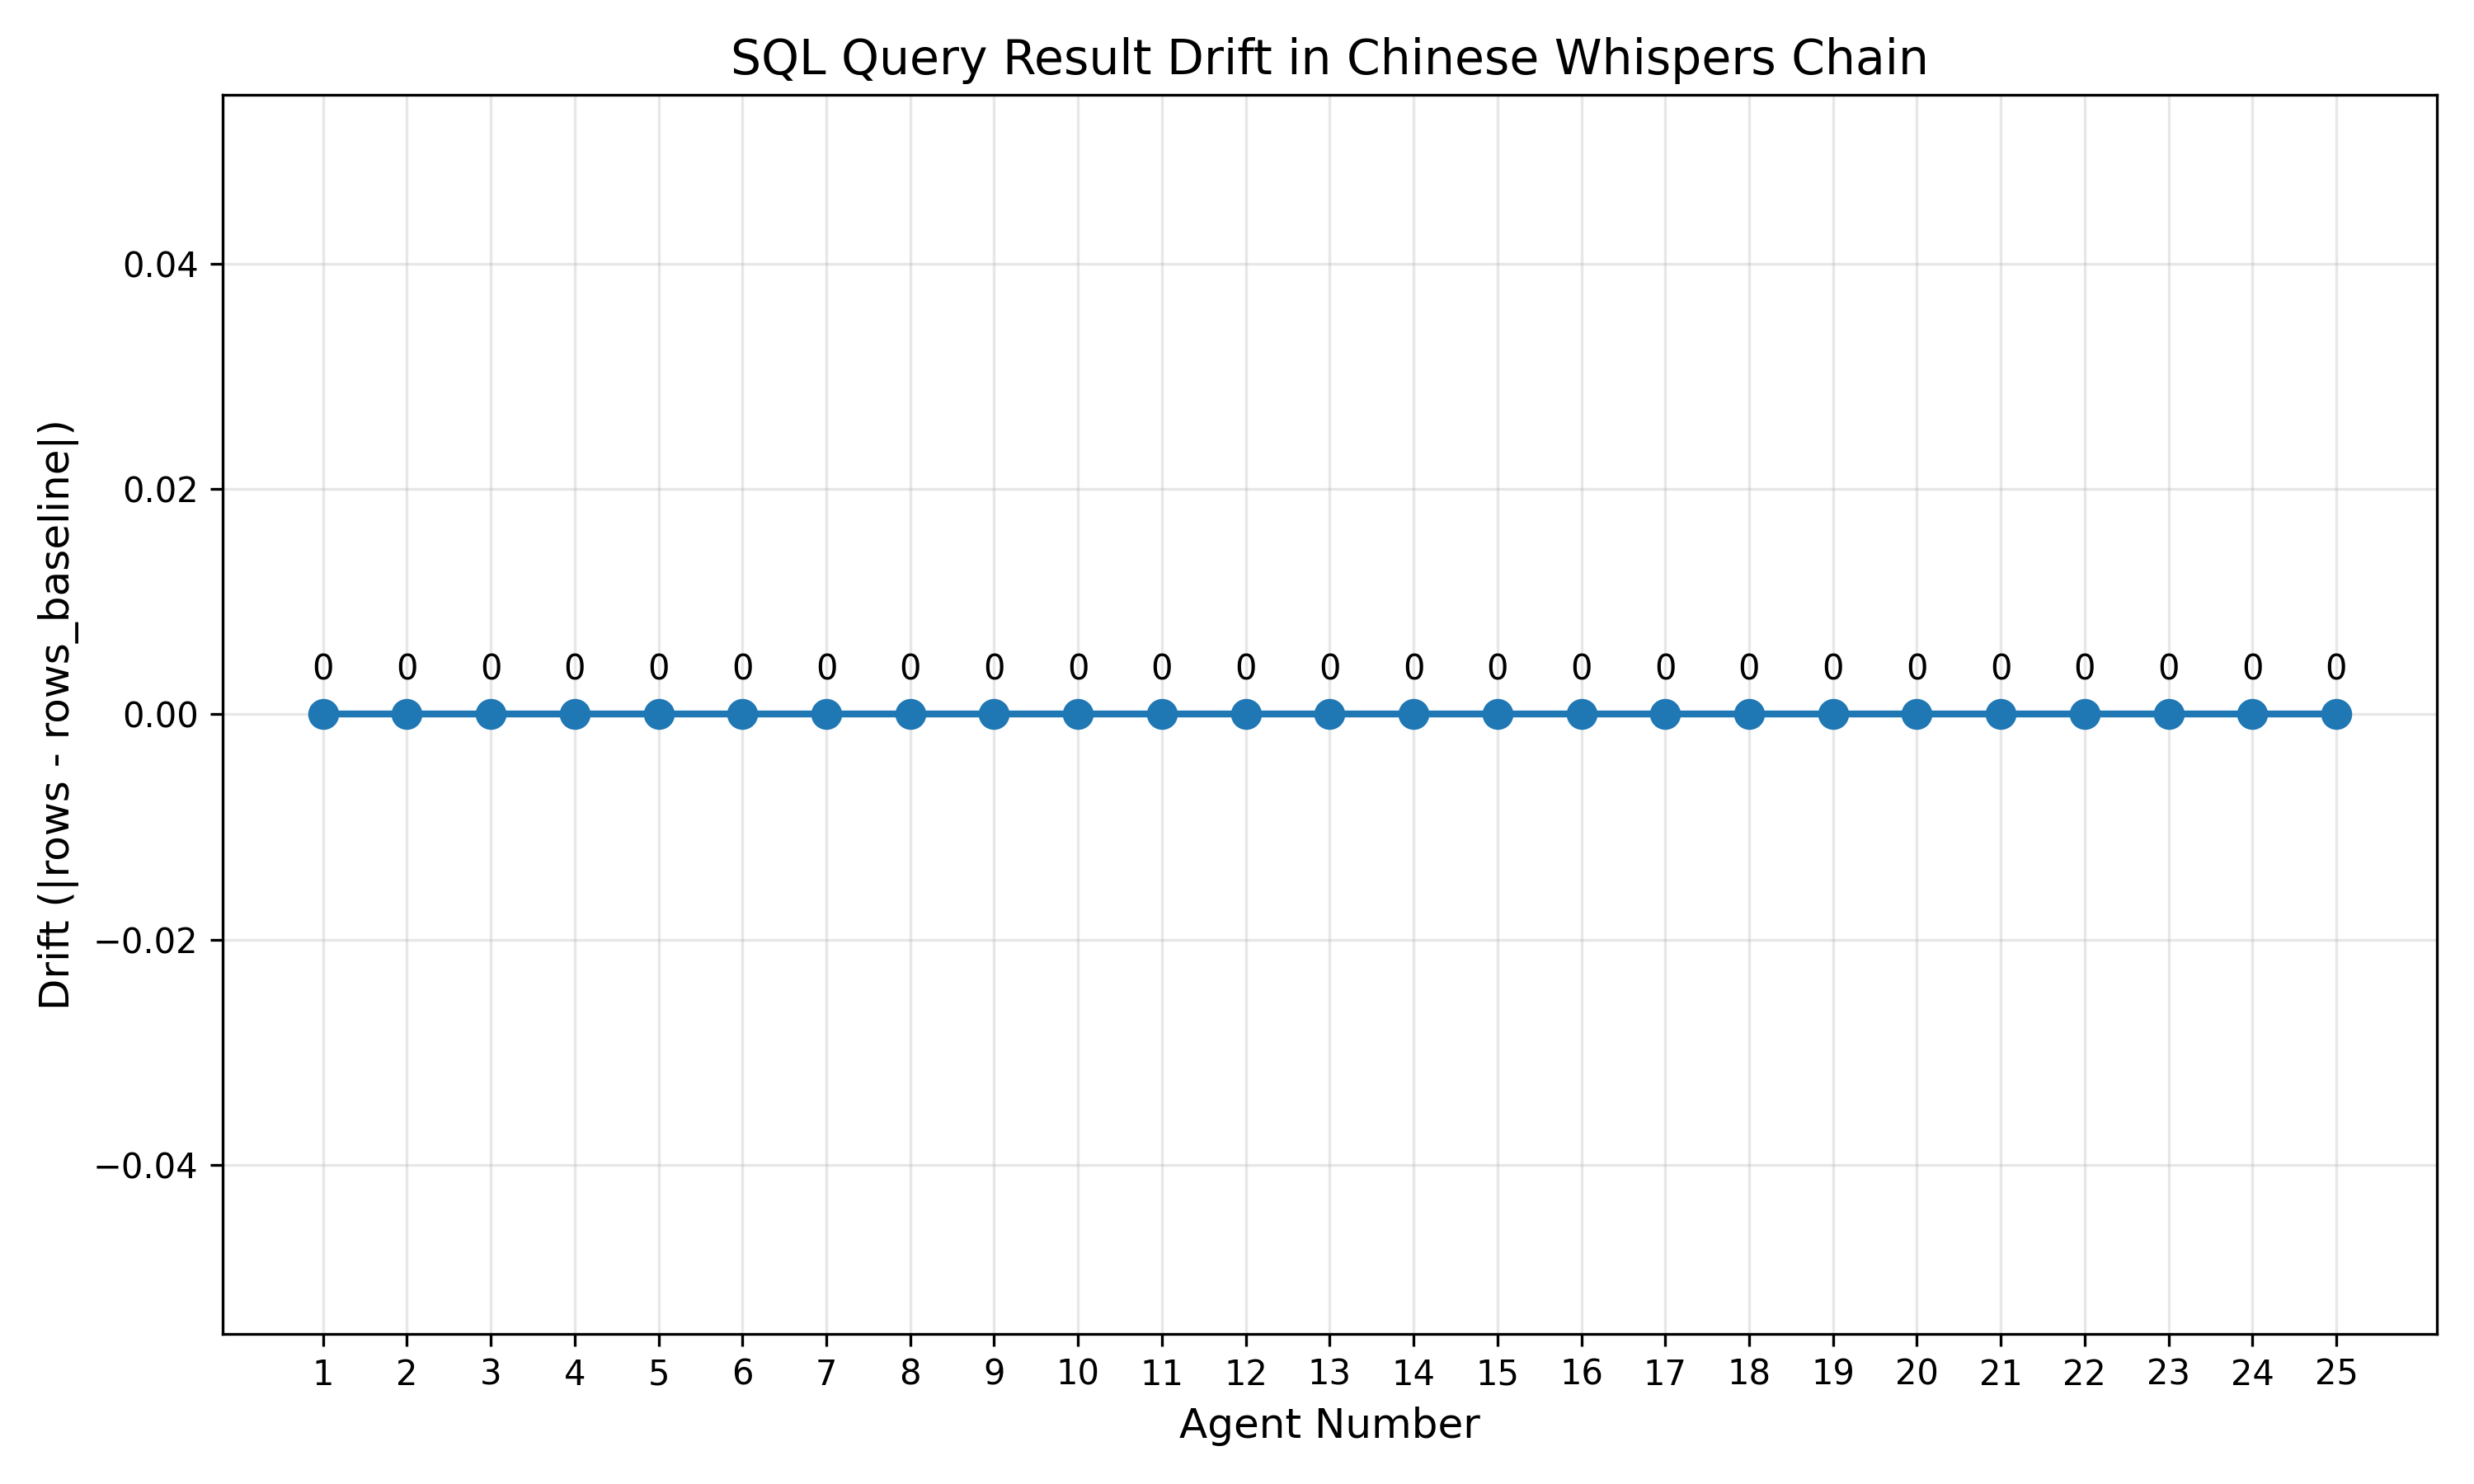 SQL Query Result Drift in Chinese Whispers Chain
Drift (|rows - rows_baseline|)
0.04
0.02
0.00
−0.02
−0.04
0 0 0 0 0 0 0 0 0 0 0 0 0 0 0 0 0 0 0 0 0 0 0 0 0
1 2 3 4 5 6 7 8 9 10 11 12 13 14 15 16 17 18 19 20 21 22 23 24 25
Agent Number